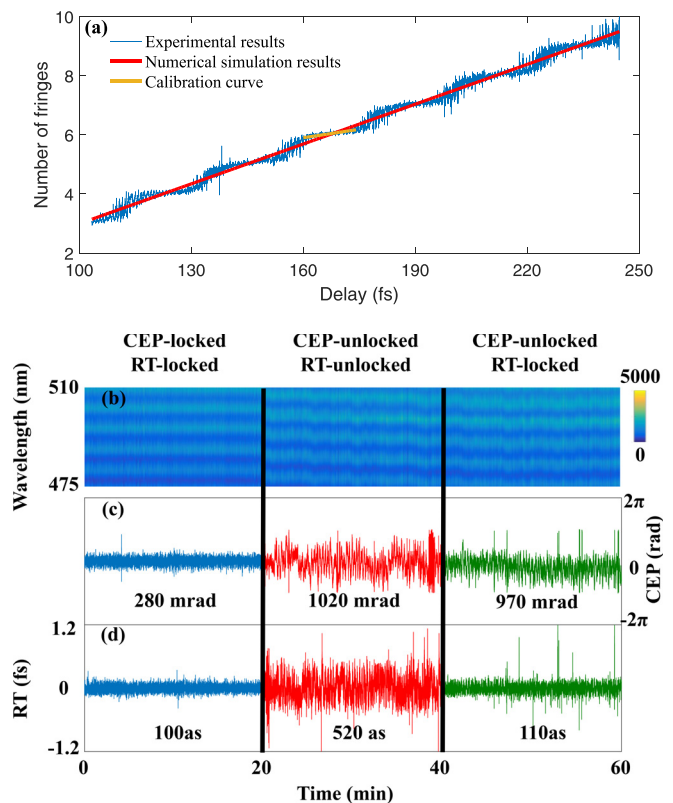 (a)
Experimental results
Numerical simulation results
Calibration curve
Number of fringes
10
8
6
4
2
100 130 160 190 220 250
Delay (fs)
CEP-locked CEP-unlocked CEP-unlocked
RT-locked RT-unlocked RT-locked
Wavelength (nm)
510
475
(b)
5000
0
(c)
280 mrad 1020 mrad 970 mrad
2π
0
-2π
CEP (rad)
(d)
RT (fs)
1.2
0
-1.2
100as 520 as 110as
0 20 40 60
Time (min)